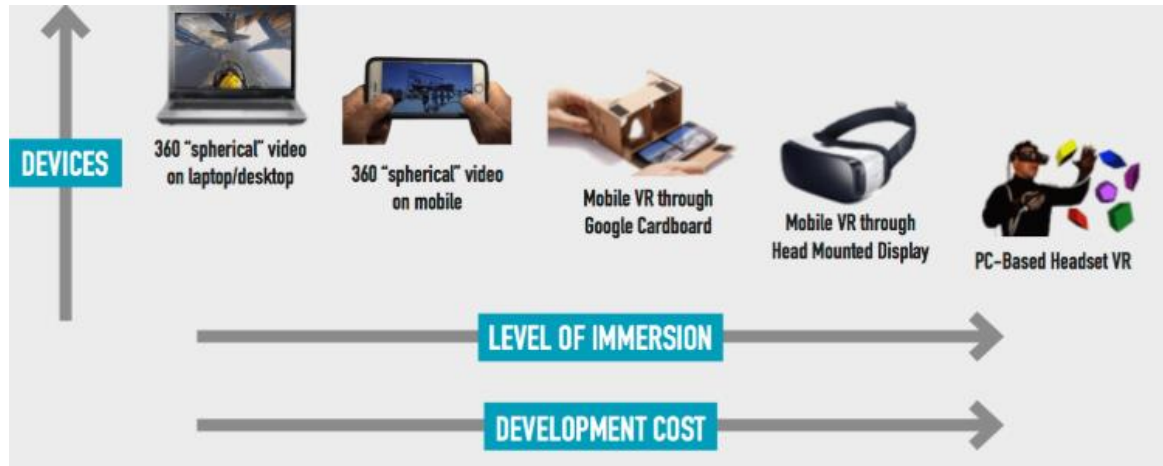 DEVICES
360 “spherical” video
on laptop/desktop
360 “spherical” video
on mobile
Mobile VR through
Google Cardboard
Mobile VR through
Head Mounted Display
PC-Based Headset VR
LEVEL OF IMMERSION
DEVELOPMENT COST